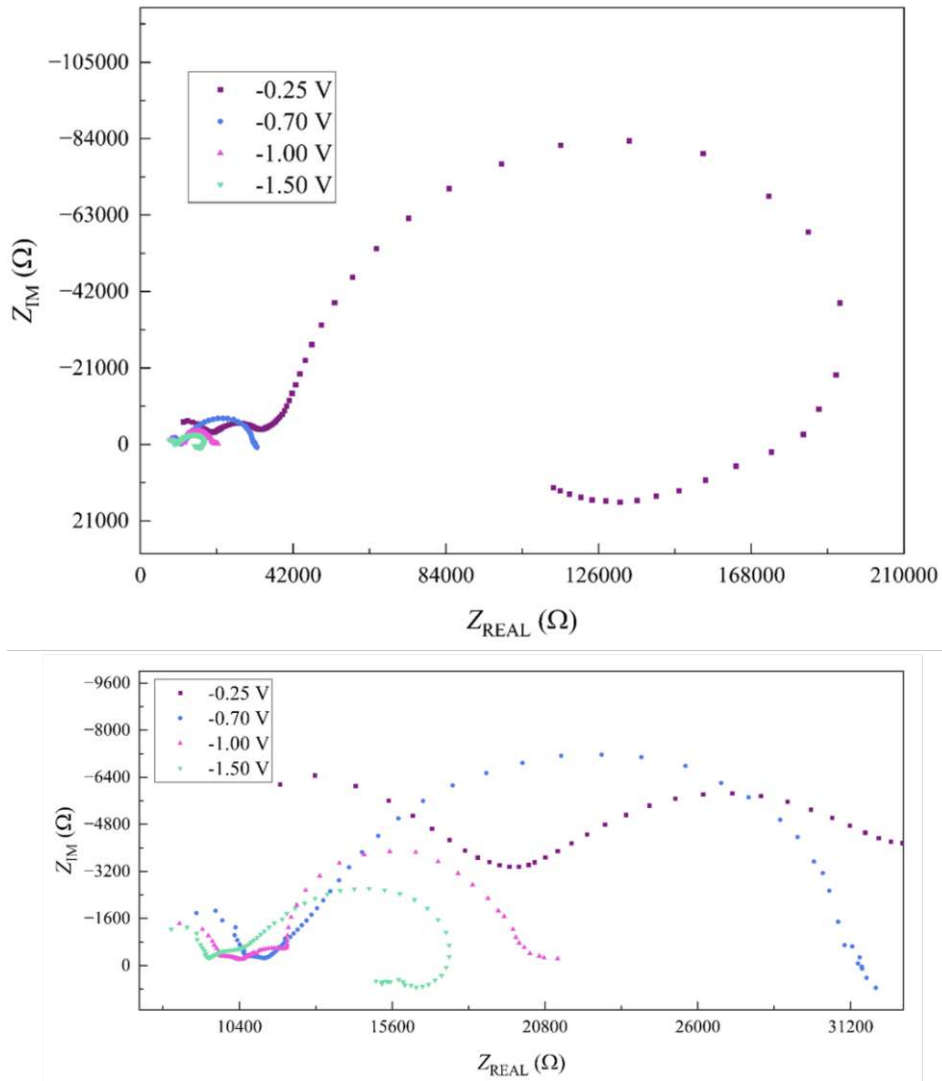 −105000
−84000
−63000
−42000
−21000
0
21000
Z_IM (Ω)
-0.25 V
-0.70 V
-1.00 V
-1.50 V
0 42000 84000 126000 168000 210000
Z_REAL (Ω)
−9600
−8000
−6400
−4800
−3200
−1600
0
Z_IM (Ω)
-0.25 V
-0.70 V
-1.00 V
-1.50 V
10400 15600 20800 26000 31200
Z_REAL (Ω)